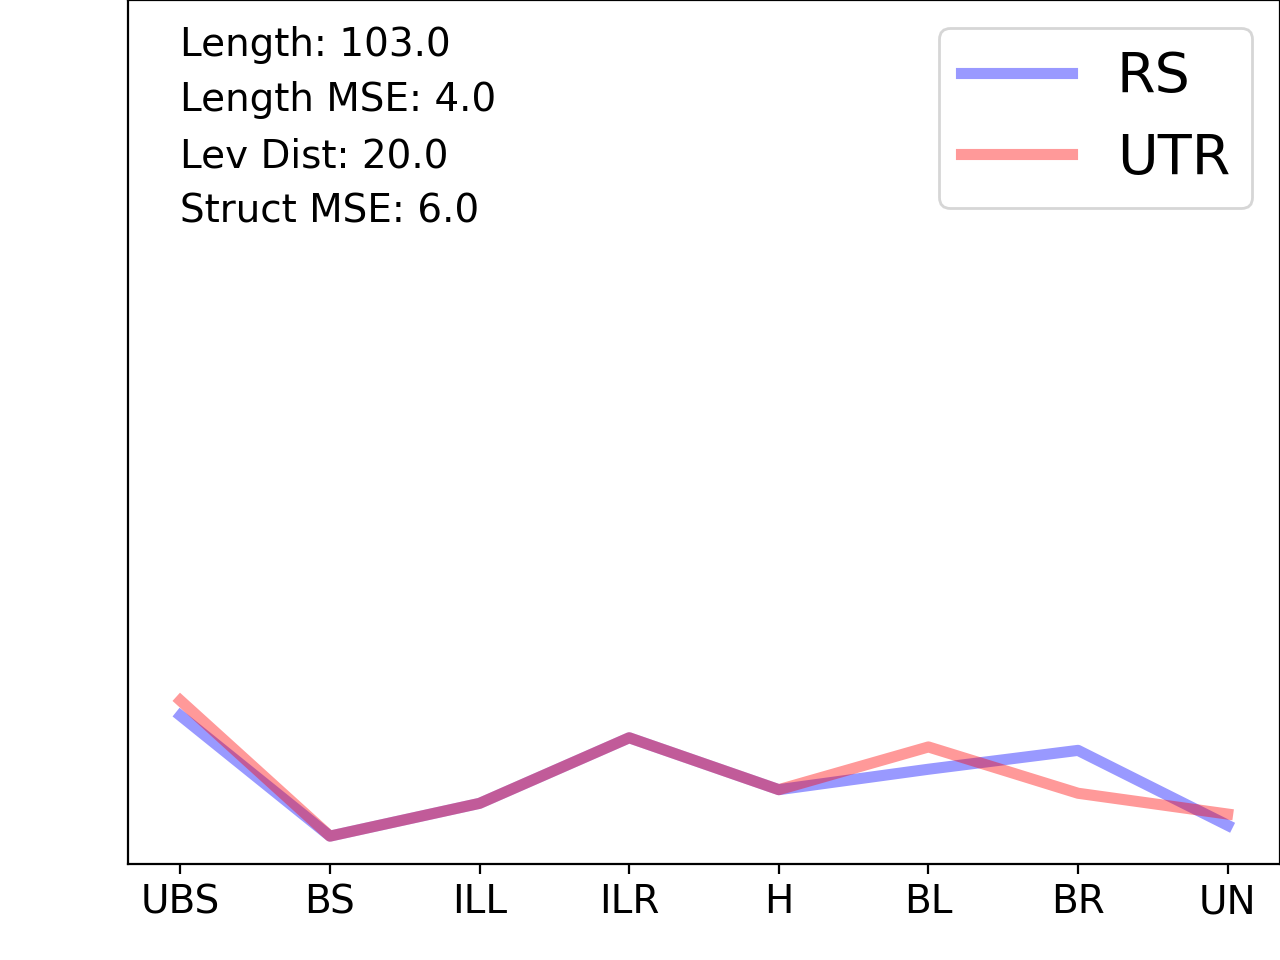 Length: 103.0
Length MSE: 4.0
Lev Dist: 20.0
Struct MSE: 6.0
RS
UTR
UBS BS ILL ILR H BL BR UN